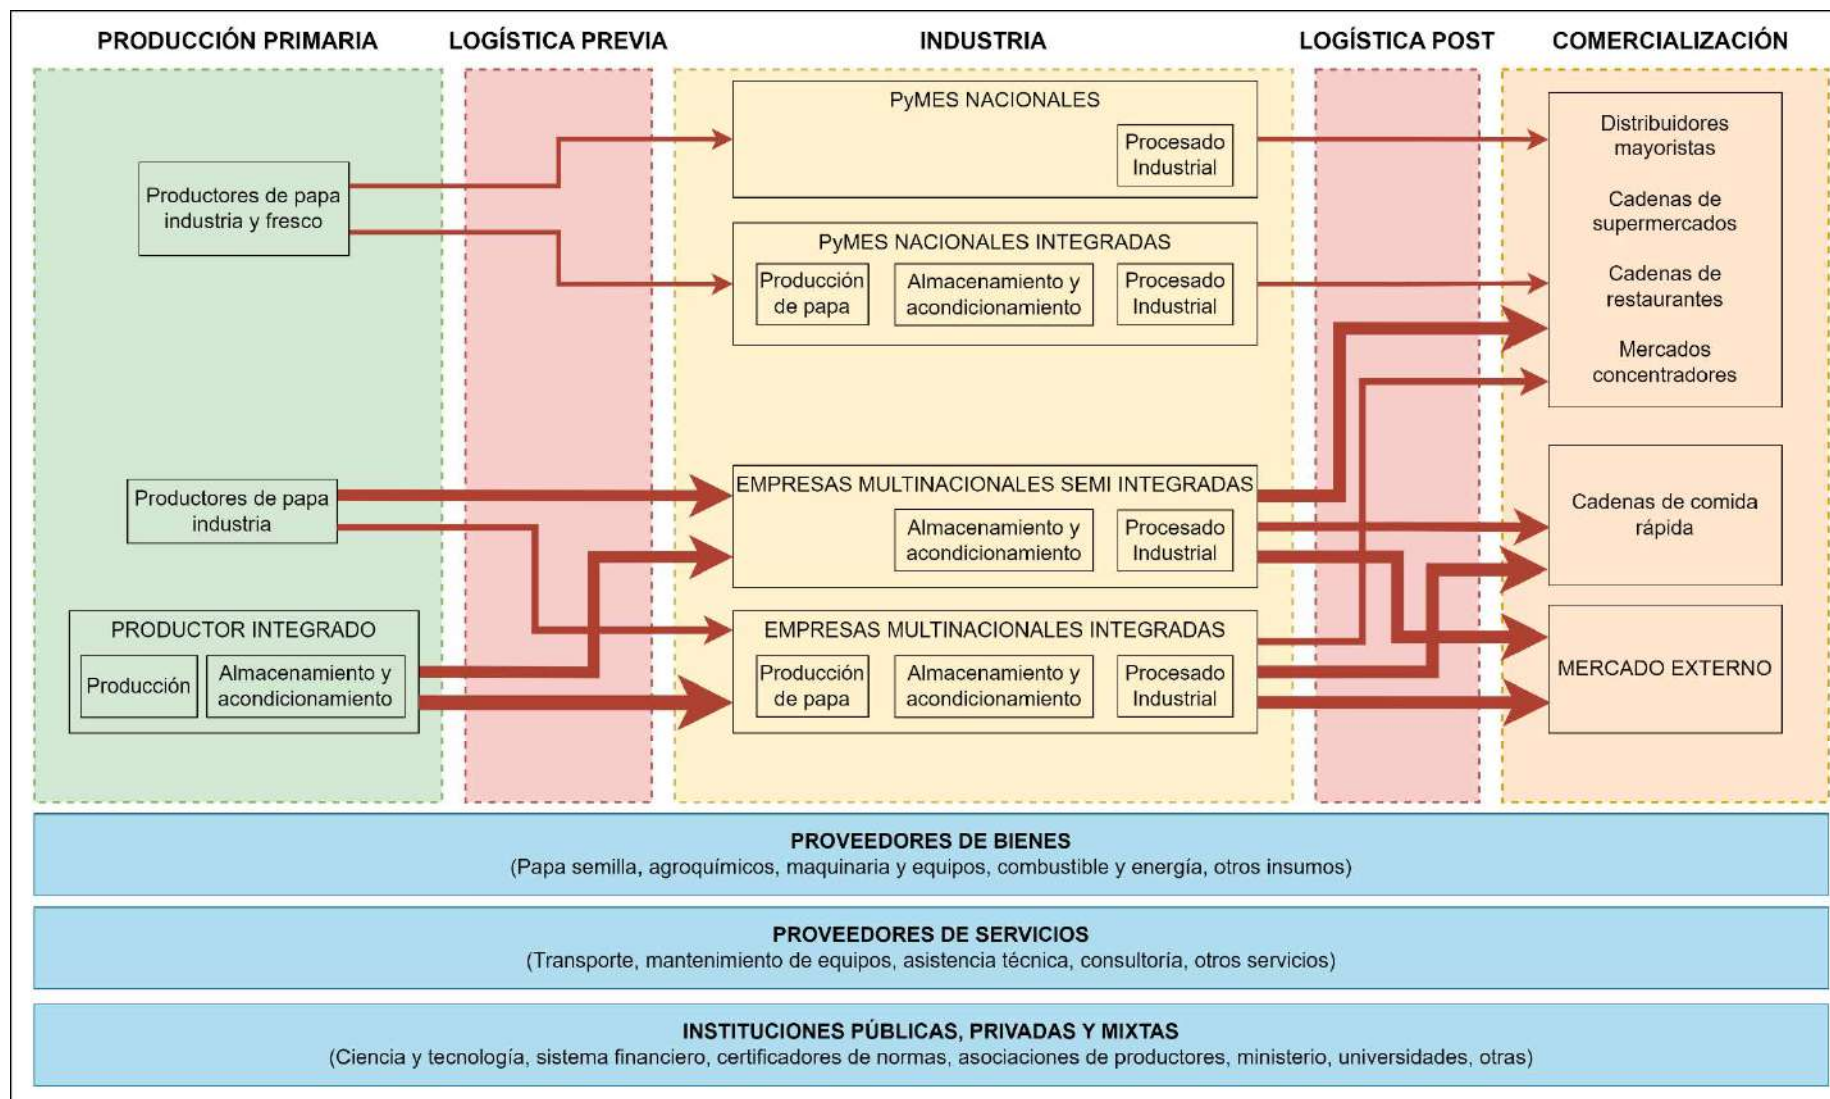 PRODUCCIÓN PRIMARIA
LOGÍSTICA PREVIA
INDUSTRIA
LOGÍSTICA POST
COMERCIALIZACIÓN
Productores de papa
industria y fresco
Productores de papa
industria
PRODUCTOR INTEGRADO
Producción
Almacenamiento y
acondicionamiento
PyMES NACIONALES
Procesado
Industrial
PyMES NACIONALES INTEGRADAS
Producción
de papa
Almacenamiento y
acondicionamiento
Procesado
Industrial
EMPRESAS MULTINACIONALES SEMI INTEGRADAS
Almacenamiento y
acondicionamiento
Procesado
Industrial
EMPRESAS MULTINACIONALES INTEGRADAS
Producción
de papa
Almacenamiento y
acondicionamiento
Procesado
Industrial
Distribuidores
mayoristas
Cadenas de
supermercados
Cadenas de
restaurantes
Mercados
concentradores
Cadenas de comida
rápida
MERCADO EXTERNO
PROVEEDORES DE BIENES
(Papa semilla, agroquímicos, maquinaria y equipos, combustible y energía, otros insumos)
PROVEEDORES DE SERVICIOS
(Transporte, mantenimiento de equipos, asistencia técnica, consultoría, otros servicios)
INSTITUCIONES PÚBLICAS, PRIVADAS Y MIXTAS
(Ciencia y tecnología, sistema financiero, certificadores de normas, asociaciones de productores, ministerio, universidades, otras)